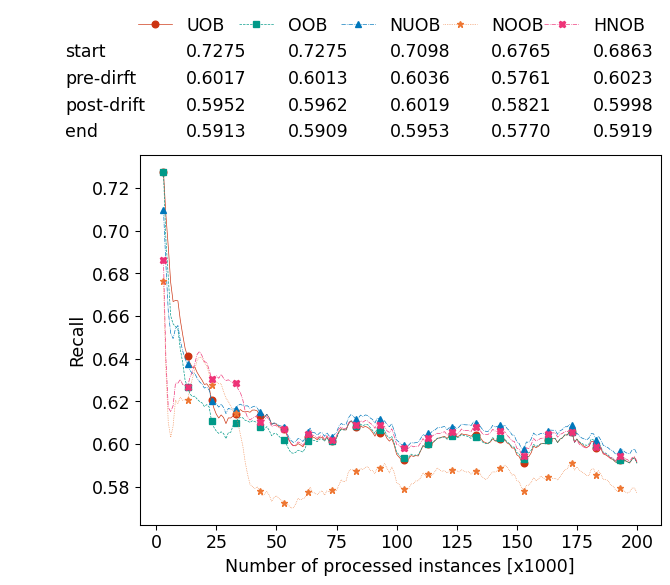 UOB OOB NUOB NOOB HNOB
start 0.7275 0.7275 0.7098 0.6765 0.6863
pre-dirft 0.6017 0.6013 0.6036 0.5761 0.6023
post-drift 0.5952 0.5962 0.6019 0.5821 0.5998
end 0.5913 0.5909 0.5953 0.5770 0.5919
0.72
0.70
0.68
0.66
0.64
0.62
0.60
0.58
Recall
0 25 50 75 100 125 150 175 200
Number of processed instances [x1000]